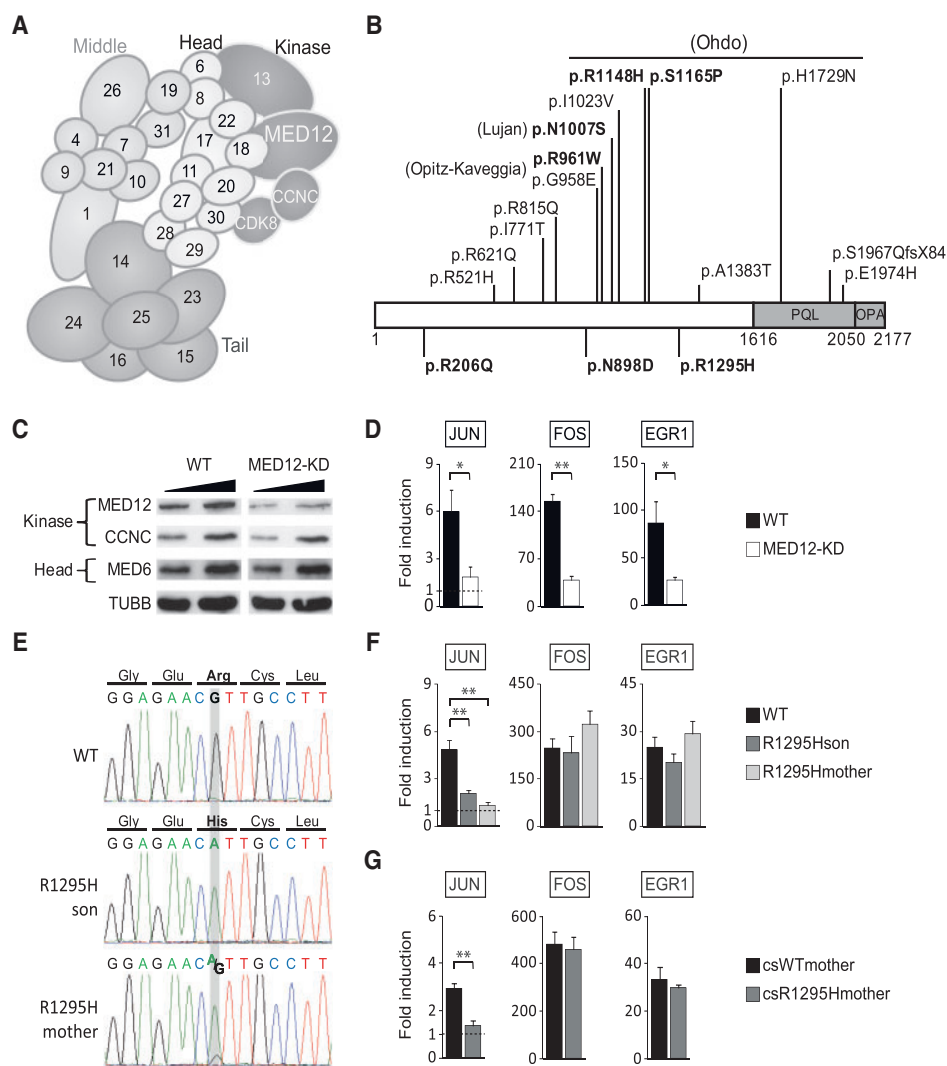 A
Middle
Head
Kinase
6
13
26
19
8
22
MED12
4
31
17
18
7
9
21
10
11
20
CCNC
1
27
30
CDK8
28
29
14
23
24
25
Tail
16
15
B
(Ohdo)
p.R1148H p.S1165P
p.H1729N
p.I1023V
(Lujan) p.N1007S
p.R961W
(Opitz-Kaveggia)
p.G958E
p.R815Q
p.I771T
p.R621Q
p.R521H
p.A1383T
p.S1967QfsX84
p.E1974H
PQL
OPA
1
1616
2050
2177
p.R206Q
p.N898D
p.R1295H
C
WT
MED12-KD
Kinase
MED12
CCNC
Head
MED6
TUBB
D
JUN
FOS
EGR1
Fold induction
9
6
3
1
0
*
210
140
70
0
**
150
100
50
0
*
WT
MED12-KD
E
Gly Glu Arg Cys Leu
G G A G A A C G T T G C C T T
WT
Gly Glu His Cys Leu
G G A G A A C A T T G C C T T
R1295H
son
G G A G A A C A G T T G C C T T
R1295H
mother
F
JUN
FOS
EGR1
Fold induction
9
6
3
1
0
**
**
450
300
150
0
45
30
15
0
WT
R1295Hson
R1295Hmother
G
JUN
FOS
EGR1
Fold induction
6
4
2
1
0
**
600
400
200
0
60
40
20
0
csWTmother
csR1295Hmother